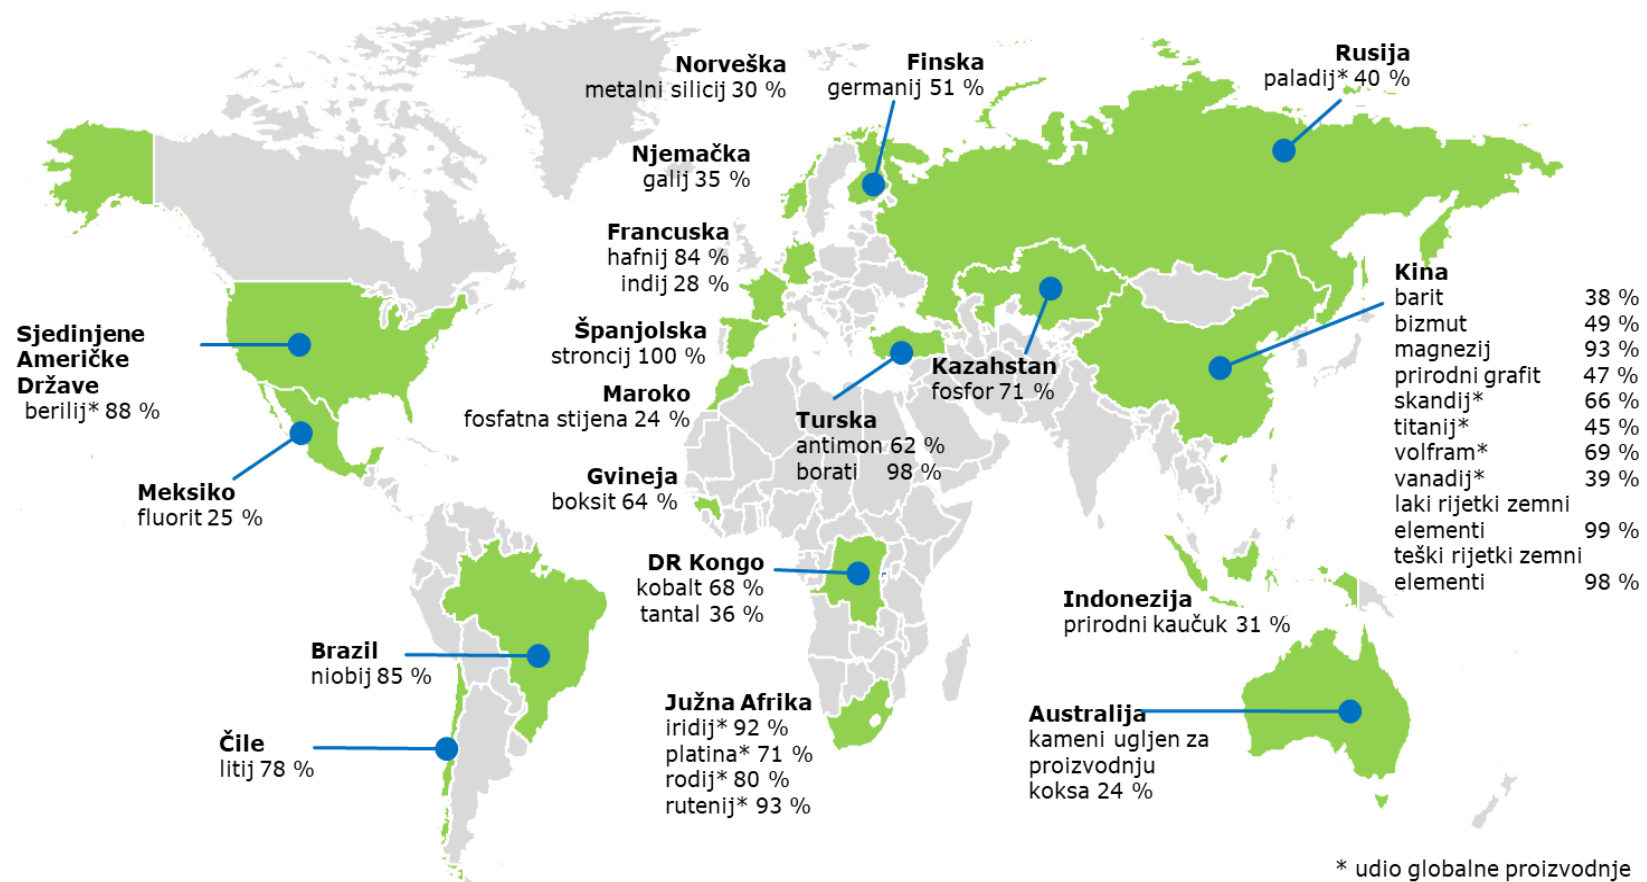 Norveška
metalni silicij 30 %
Finska
germanij 51 %
Rusija
paladij* 40 %
Njemačka
galij 35 %
Francuska
hafnij 84 %
indij 28 %
Kina
barit 38 %
bizmut 49 %
magnezij 93 %
prirodni grafit 47 %
skandij* 66 %
titanij* 45 %
volfram* 69 %
vanadij* 39 %
laki rijetki zemni
elementi 99 %
teški rijetki zemni
elementi 98 %
Sjedinjene
Američke
Države
berilij* 88 %
Španjolska
stroncij 100 %
Kazahstan
fosfor 71 %
Maroko
fosfatna stijena 24 %
Turska
antimon 62 %
borati 98 %
Meksiko
fluorit 25 %
Gvineja
boksit 64 %
DR Kongo
kobalt 68 %
tantal 36 %
Indonezija
prirodni kaučuk 31 %
Brazil
niobij 85 %
Južna Afrika
iridij* 92 %
platina* 71 %
rodij* 80 %
rutenij* 93 %
Australija
kameni ugljen za
proizvodnju
koksa 24 %
Čile
litij 78 %
* udio globalne proizvodnje